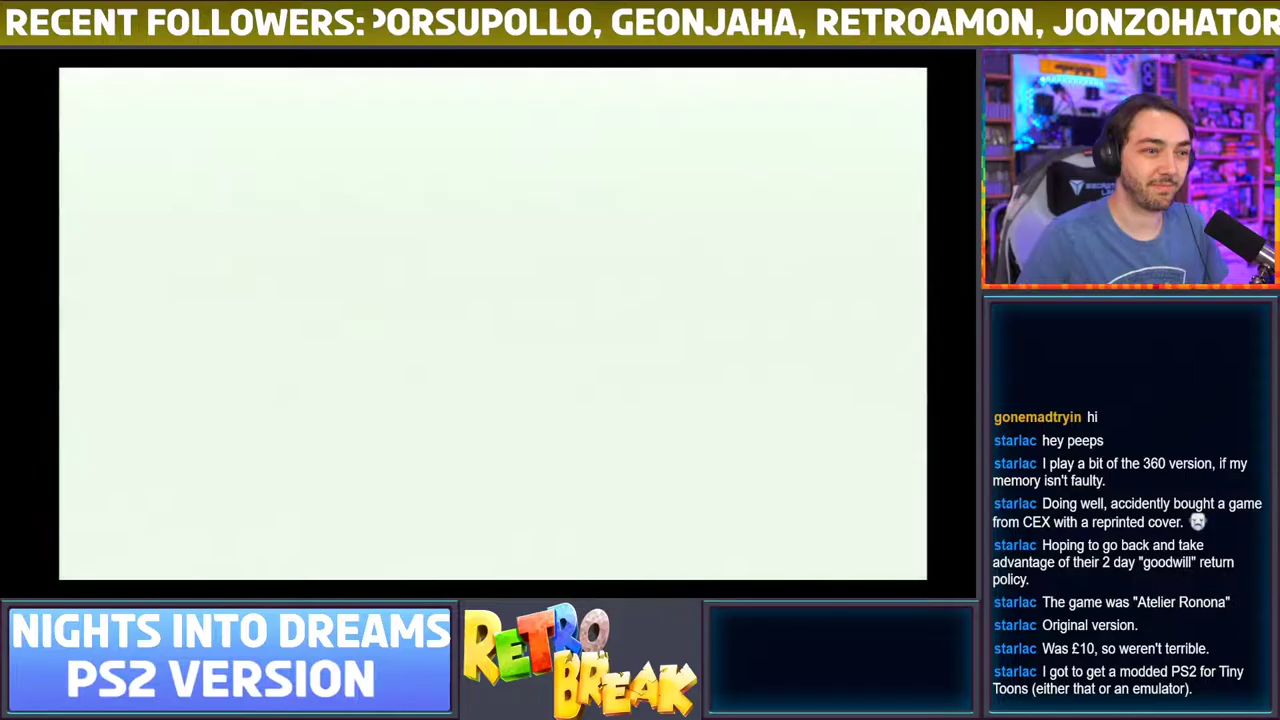 RECENT FOLLOWERS: PORSUPOLLO, GEONJAHA, RETROAMON, JONZOHATOR
gonemadtryin hi
starlac hey peeps
starlac I play a bit of the 360 version, if my
memory isn't faulty.
starlac Doing well, accidently bought a game
from CEX with a reprinted cover.
starlac Hoping to go back and take
advantage of their 2 day "goodwill" return
policy.
starlac The game was "Atelier Ronona"
starlac Original version.
starlac Was £10, so weren't terrible.
starlac I got to get a modded PS2 for Tiny
Toons (either that or an emulator).
NIGHTS INTO DREAMS
PS2 VERSION
RETRO
BREAK